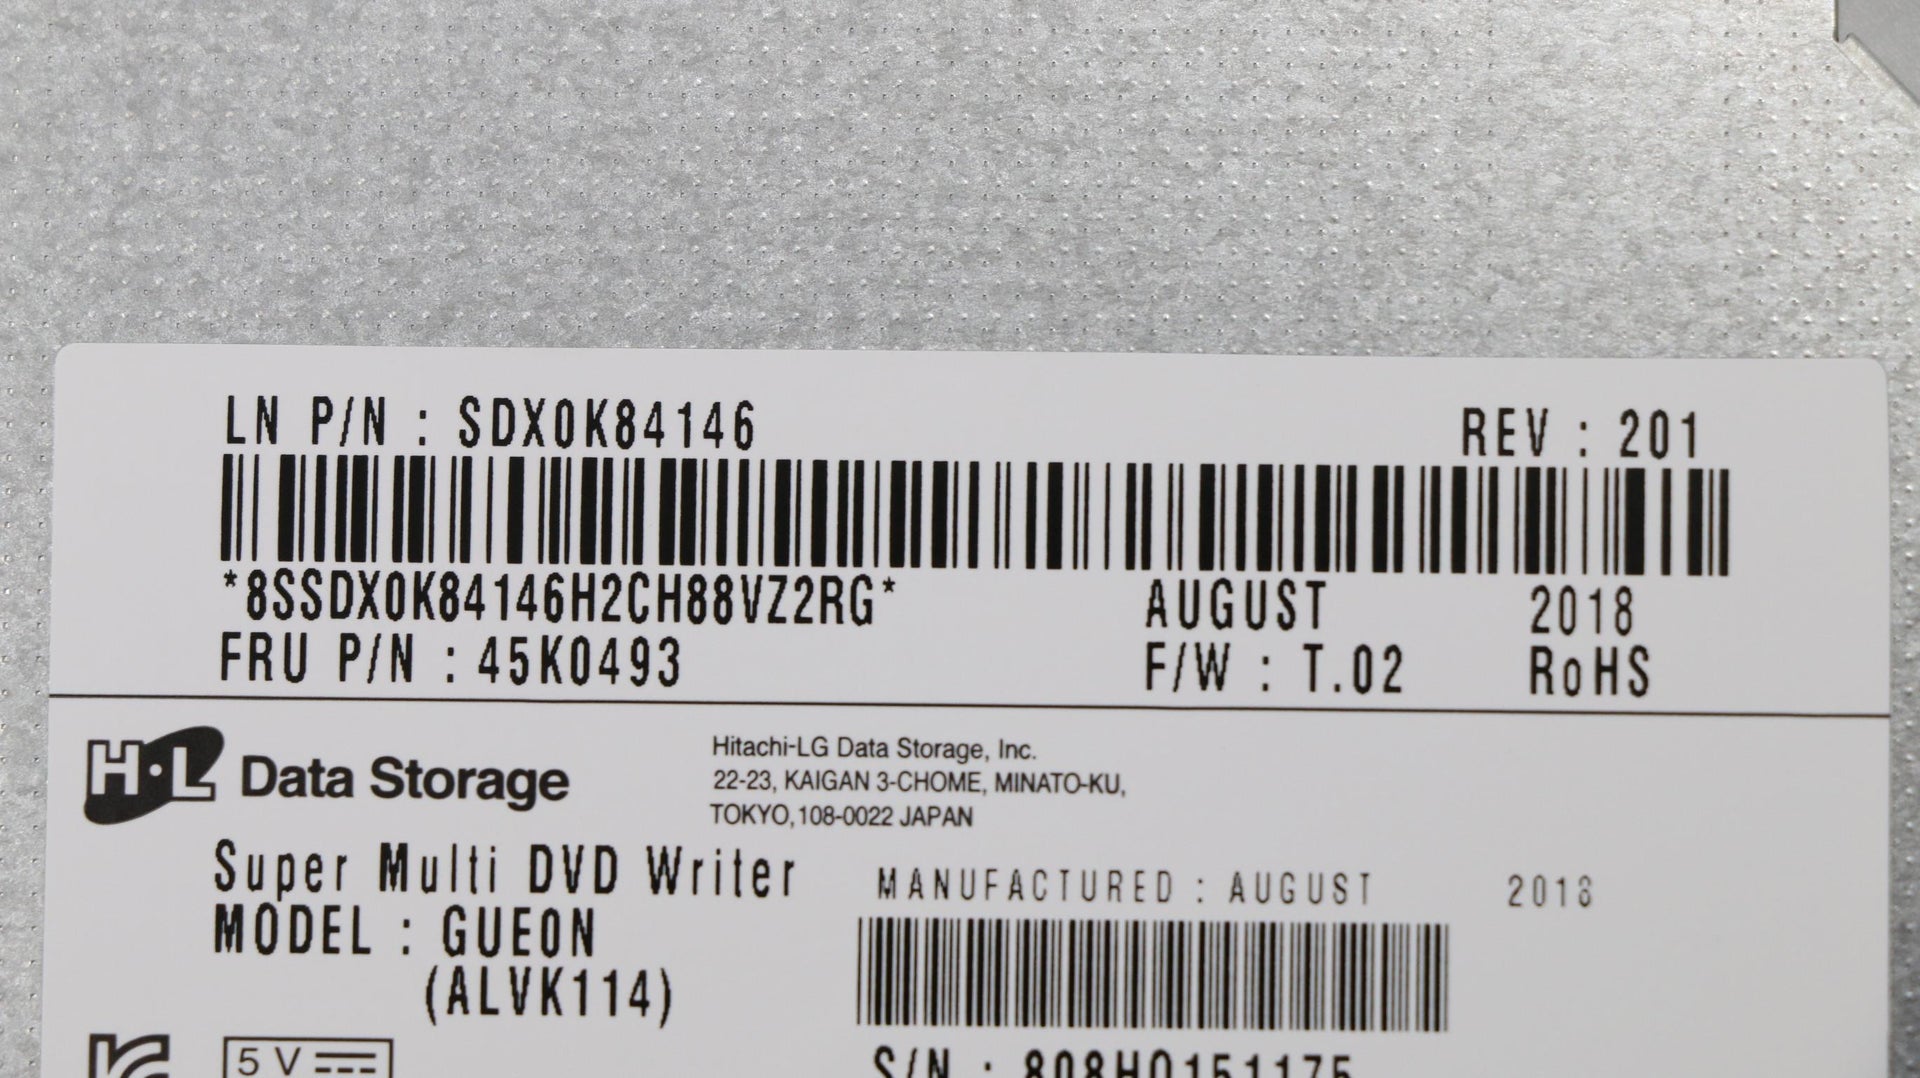 LN P/N : SDX0K84146 REV : 201
*8SSDX0K84146H2CH88VZ2RG* AUGUST 2018
FRU P/N : 45K0493 F/W : T.02 RoHS
H·L Data Storage
Hitachi-LG Data Storage, Inc.
22-23, KAIGAN 3-CHOME, MINATO-KU,
TOKYO,108-0022 JAPAN
Super Multi DVD Writer
MANUFACTURED : AUGUST 2018
MODEL : GUE0N
(ALVK114)
5 V
S/N : 808HO151175